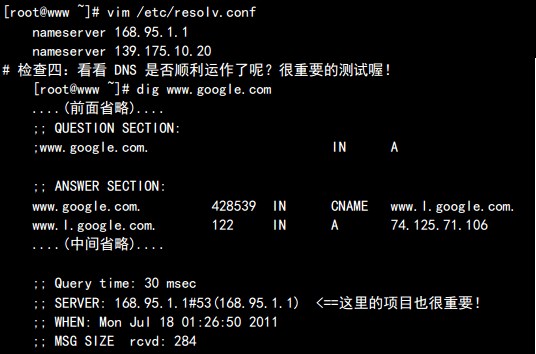 [root@www ~]# vim /etc/resolv.conf
nameserver 168.95.1.1
nameserver 139.175.10.20
# 检查四：看看 DNS 是否顺利运作了呢？很重要的测试喔！
[root@www ~]# dig www.google.com
....(前面省略)....
;; QUESTION SECTION:
;www.google.com. IN A
;; ANSWER SECTION:
www.google.com. 428539 IN CNAME www.l.google.com.
www.l.google.com. 122 IN A 74.125.71.106
....(中间省略)....
;; Query time: 30 msec
;; SERVER: 168.95.1.1#53(168.95.1.1) <==这里的项目也很重要！
;; WHEN: Mon Jul 18 01:26:50 2011
;; MSG SIZE rcvd: 284